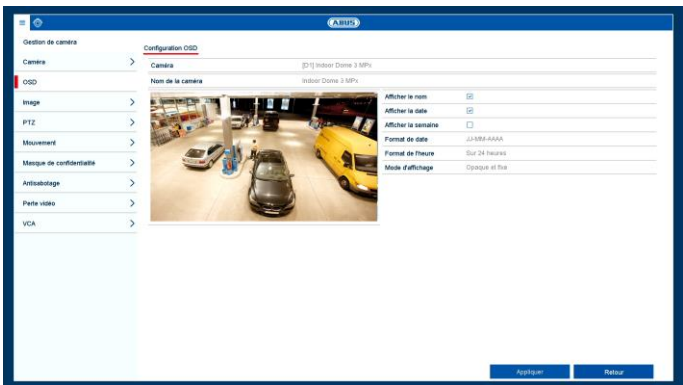 ABUS
Gestion de caméra
Caméra
OSD
Image
PTZ
Mouvement
Masque de confidentialité
Antisabotage
Perte vidéo
VCA
Configuration OSD
Caméra [D1] Indoor Dome 3 MPx
Nom de la caméra Indoor Dome 3 MPx
Afficher le nom
Afficher la date
Afficher la semaine
Format de date JJ-MM-AAAA
Format de l'heure Sur 24 heures
Mode d'affichage Opaque et fixe
Appliquer Retour